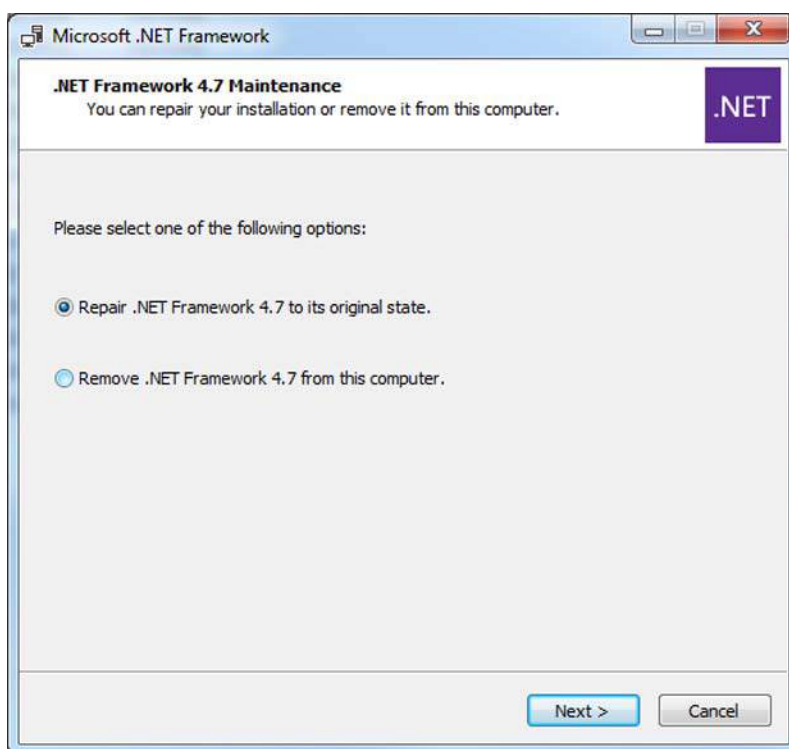 Microsoft .NET Framework
.NET Framework 4.7 Maintenance
You can repair your installation or remove it from this computer.
.NET
Please select one of the following options:
Repair .NET Framework 4.7 to its original state.
Remove .NET Framework 4.7 from this computer.
Next >
Cancel